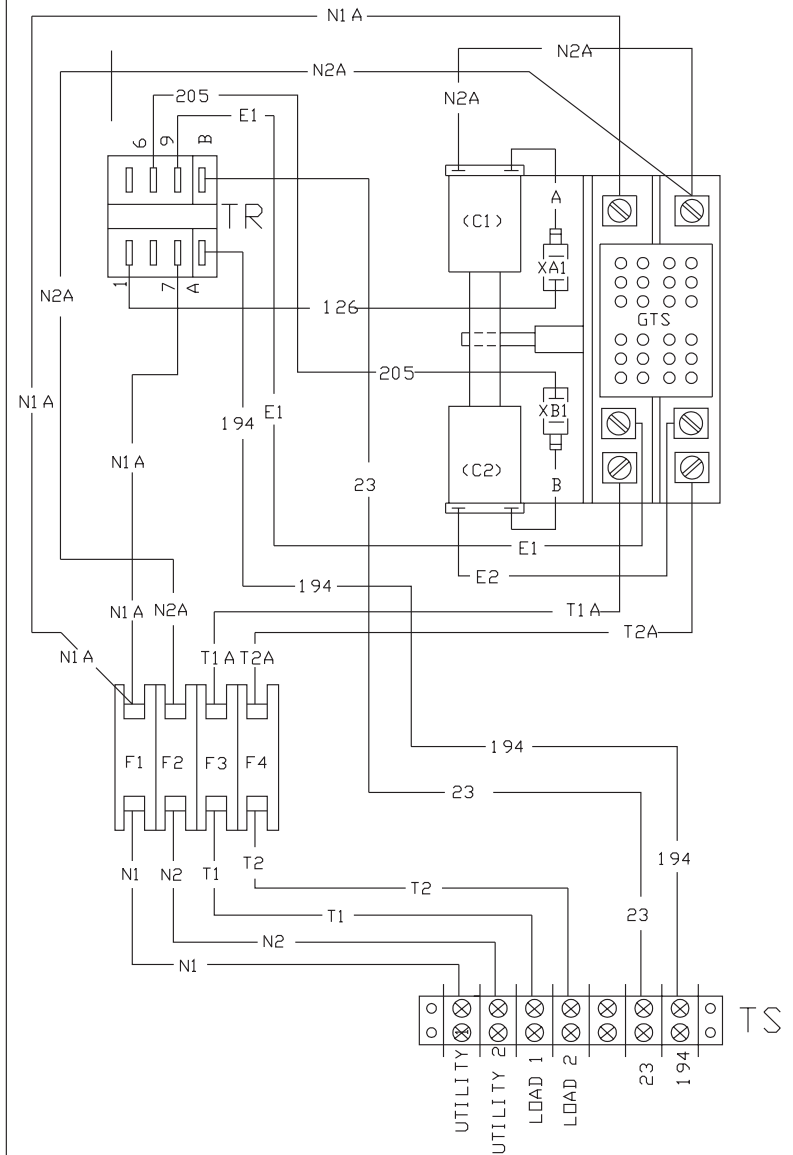 N1A
N2A
N2A
N2A
205
E1
6
9
B
TR
1
7
A
(C1)
A
XA1
GTS
126
N2A
205
N1A
194
E1
XB1
N1A
(C2)
23
B
E1
E2
194
N1A
N2A
T1A
T2A
N1A
T1A
T2A
F1
F2
F3
F4
194
23
N1
N2
T1
T2
194
T2
T1
23
N2
N1
TS
UTILITY 1
UTILITY 2
LOAD 1
LOAD 2
23
194